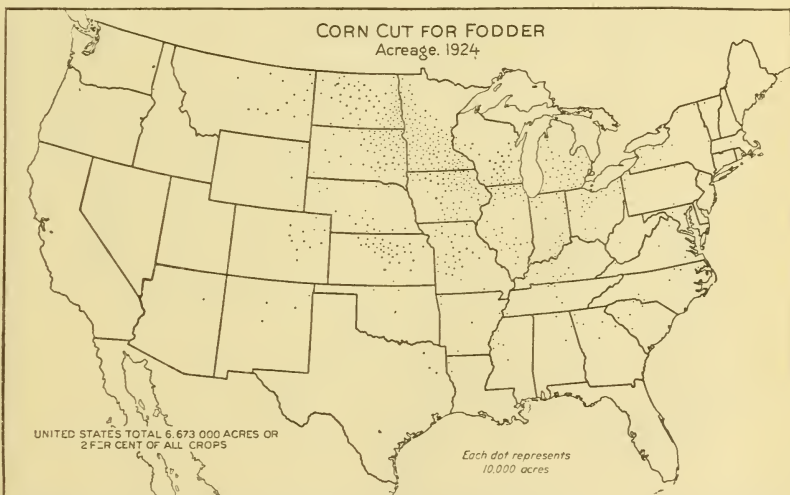 CORN CUT FOR FODDER
Acreage. 1924
UNITED STATES TOTAL 6.673 000 ACRES OR
2 PER CENT OF ALL CROPS
Each dot represents
10,000 acres